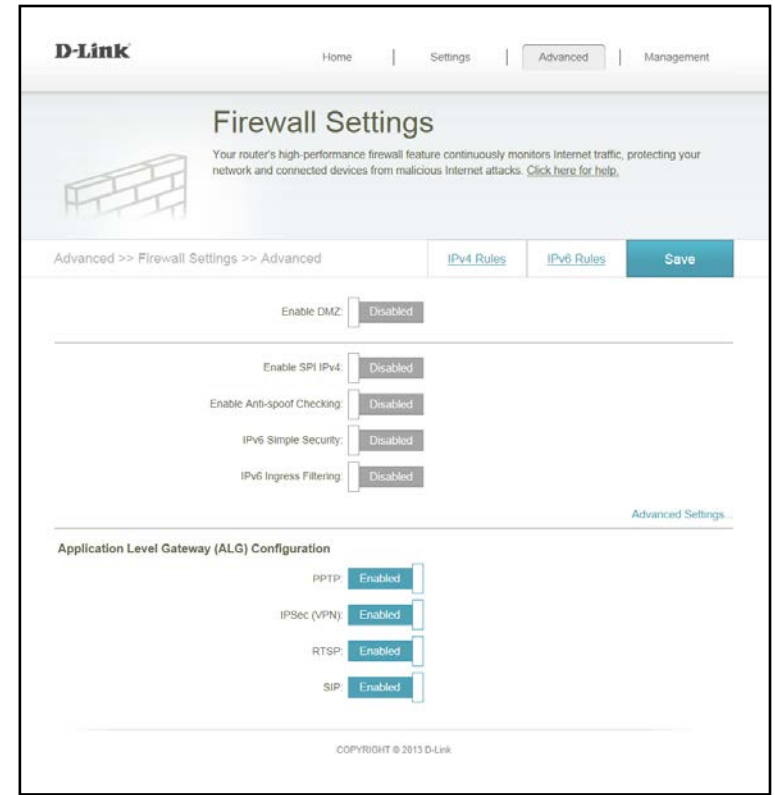 D-Link
Home | Settings | Advanced | Management
Firewall Settings
Your router's high-performance firewall feature continuously monitors Internet traffic, protecting your
network and connected devices from malicious Internet attacks. Click here for help.
Advanced >> Firewall Settings >> Advanced IPv4 Rules IPv6 Rules Save
Enable DMZ: Disabled
Enable SPI IPv4: Disabled
Enable Anti-spoof Checking: Disabled
IPv6 Simple Security: Disabled
IPv6 Ingress Filtering: Disabled
Advanced Settings...
Application Level Gateway (ALG) Configuration
PPTP: Enabled
IPSec (VPN): Enabled
RTSP: Enabled
SIP: Enabled
COPYRIGHT © 2013 D-Link